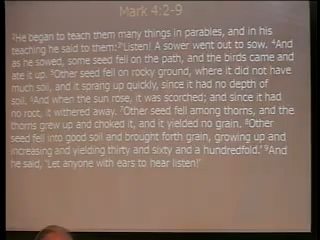 Mark 4:2-9
²He began to teach them many things in parables, and in his
teaching he said to them: ³"Listen! A sower went out to sow. ⁴And
as he sowed, some seed fell on the path, and the birds came and
ate it up. ⁵Other seed fell on rocky ground, where it did not have
much soil, and it sprang up quickly, since it had no depth of
soil. ⁶And when the sun rose, it was scorched; and since it had
no root, it withered away. ⁷Other seed fell among thorns, and the
thorns grew up and choked it, and it yielded no grain. ⁸Other
seed fell into good soil and brought forth grain, growing up and
increasing and yielding thirty and sixty and a hundredfold." ⁹And
he said, "Let anyone with ears to hear listen!"